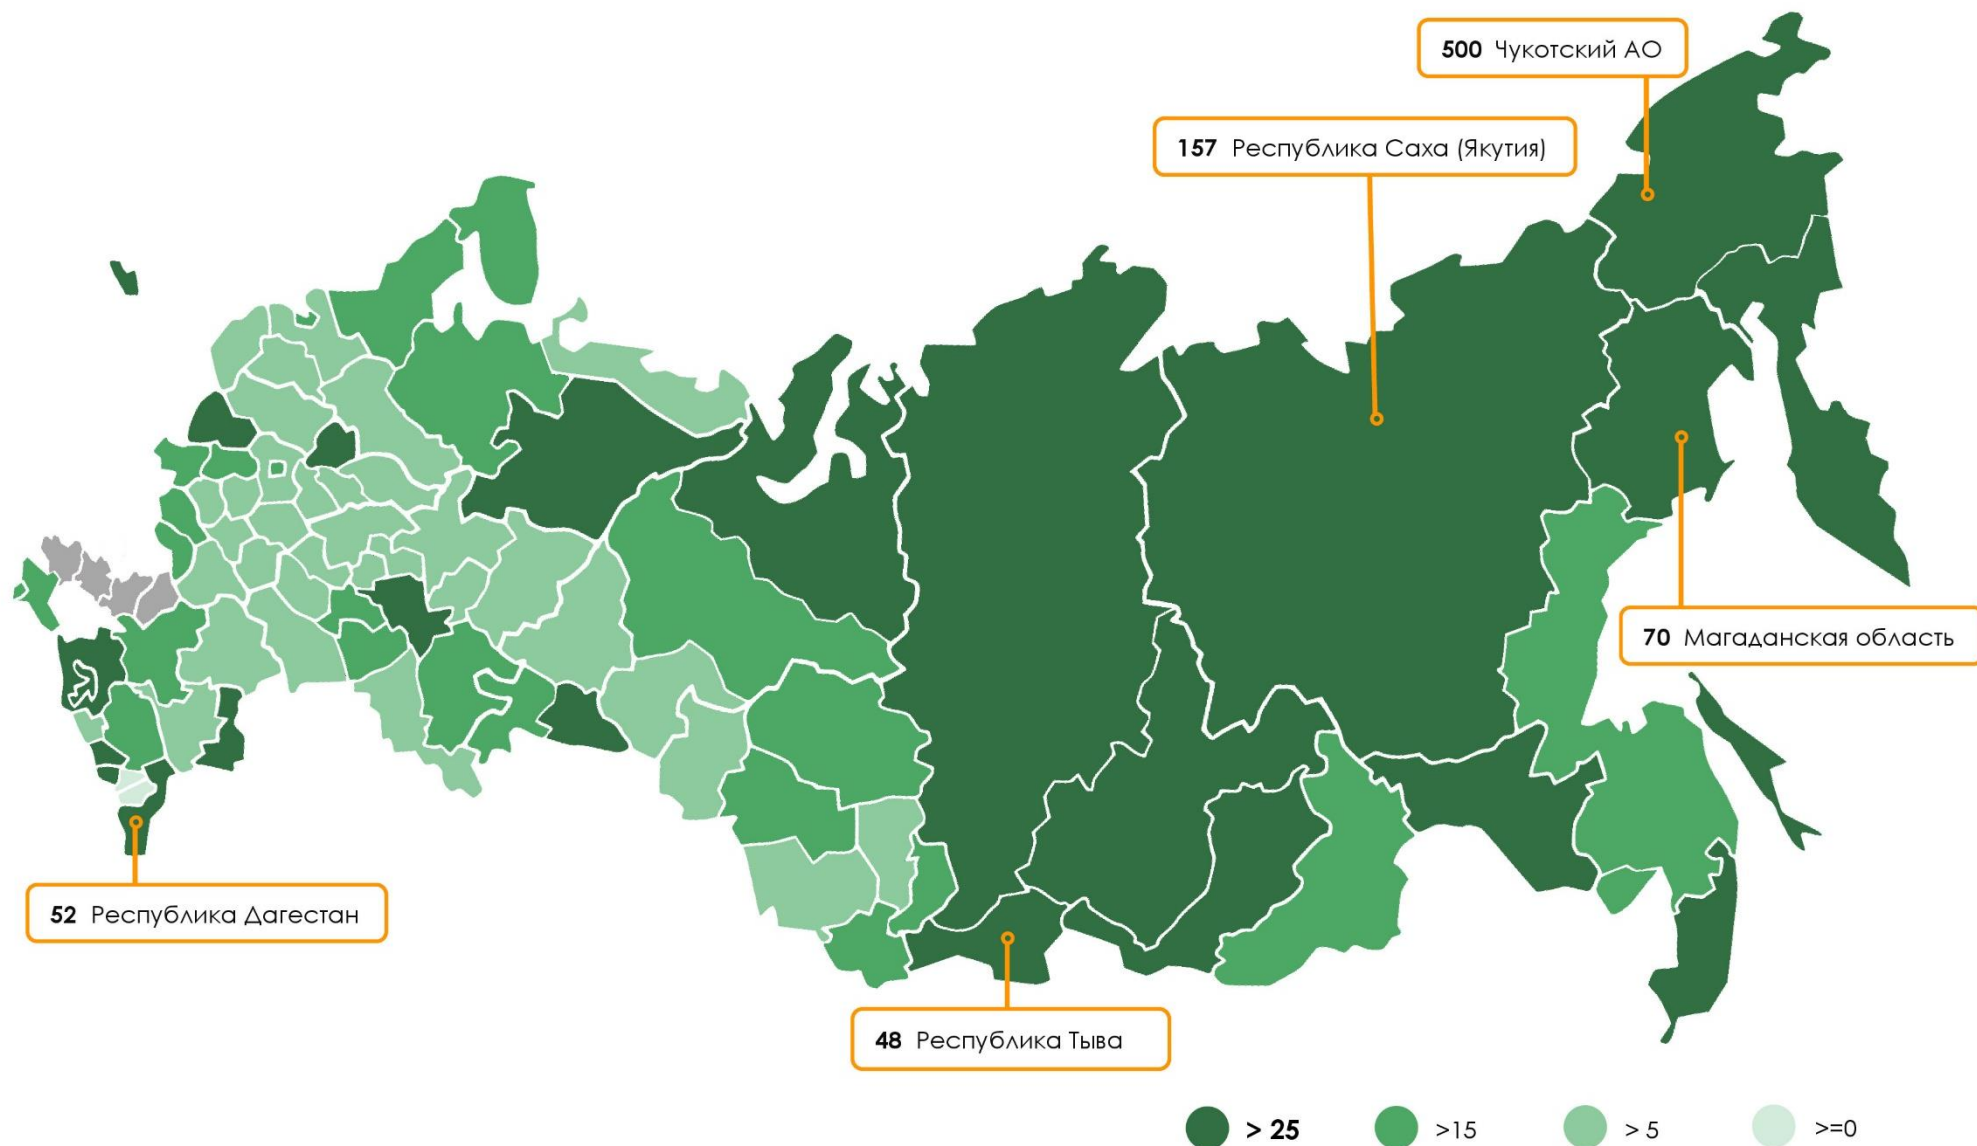 500 Чукотский АО
157 Республика Саха (Якутия)
70 Магаданская область
52 Республика Дагестан
48 Республика Тыва
> 25 >15 > 5 >=0